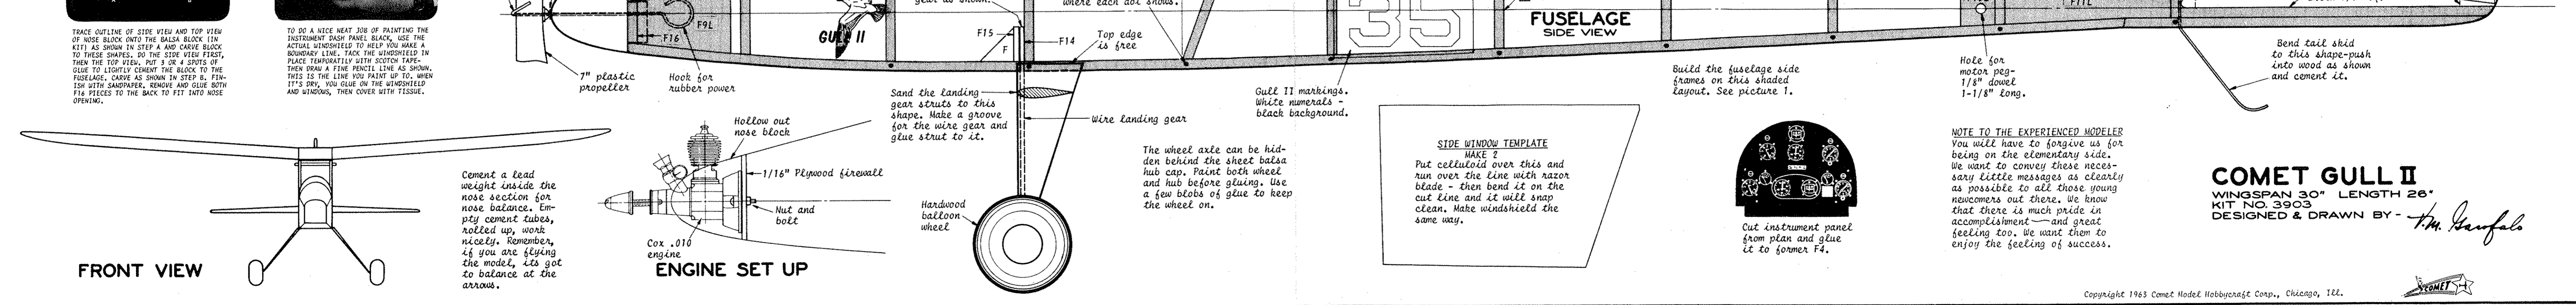 TRACE OUTLINE OF SIDE VIEW AND TOP VIEW
OF NOSE BLOCK ONTO THE BALSA BLOCK (IN
KIT) AS SHOWN IN STEP A AND CARVE BLOCK
TO THESE SHAPES. DO THE SIDE VIEW FIRST,
THEN THE TOP VIEW. PUT 3 OR 4 SPOTS OF
GLUE TO LIGHTLY CEMENT THE BLOCK TO THE
FUSELAGE. CARVE AS SHOWN IN STEP B. FIN-
ISH WITH SANDPAPER. REMOVE AND GLUE BOTH
F16 PIECES TO THE BACK TO FIT INTO NOSE
OPENING.
TO DO A NICE NEAT JOB OF PAINTING THE
INSTRUMENT DASH PANEL BLACK, USE THE
ACTUAL WINDSHIELD TO HELP YOU MAKE A
BOUNDARY LINE. TACK THE WINDSHIELD IN
PLACE TEMPORATILY WITH SCOTCH TAPE-
THEN DRAW A FINE PENCIL LINE AS SHOWN.
THIS IS THE LINE YOU PAINT UP TO. WHEN
IT'S DRY, YOU GLUE ON THE WINDSHIELD
AND WINDOWS, THEN COVER WITH TISSUE.
F9L
F16
7" plastic
propeller
Hook for
rubber power
GULL II
gear as shown.
where each dot shows.
F15
F14
F
Top edge
is free
35
FUSELAGE
SIDE VIEW
F11L
Bend tail skid
to this shape-push
into wood as shown
and cement it.
Hole for
motor peg-
1/8" dowel
1-1/8" long.
Build the fuselage side
frames on this shaded
layout. See picture 1.
Gull II markings.
White numerals -
black background.
Sand the landing
gear struts to this
shape. Make a groove
for the wire gear and
glue strut to it.
Wire landing gear
The wheel axle can be hid-
den behind the sheet balsa
hub cap. Paint both wheel
and hub before gluing. Use
a few blobs of glue to keep
the wheel on.
Hardwood
balloon
wheel
Hollow out
nose block
1/16" Plywood firewall
Nut and
bolt
Cox .010
engine
ENGINE SET UP
Cement a lead
weight inside the
nose section for
nose balance. Em-
pty cement tubes,
rolled up, work
nicely. Remember,
if you are flying
the model, its got
to balance at the
arrows.
FRONT VIEW
SIDE WINDOW TEMPLATE
MAKE 2
Put celluloid over this and
run over the line with razor
blade - then bend it on the
cut line and it will snap
clean. Make windshield the
same way.
Cut instrument panel
from plan and glue
it to former F4.
NOTE TO THE EXPERIENCED MODELER
You will have to forgive us for
being on the elementary side.
We want to convey these neces-
sary little messages as clearly
as possible to all those young
newcomers out there. We know
that there is much pride in
accomplishment—and great
feeling too. We want them to
enjoy the feeling of success.
COMET GULL II
WINGSPAN 30" LENGTH 26"
KIT NO. 3903
DESIGNED & DRAWN BY -
COMET
Copyright 1963 Comet Model Hobbycraft Corp., Chicago, Ill.